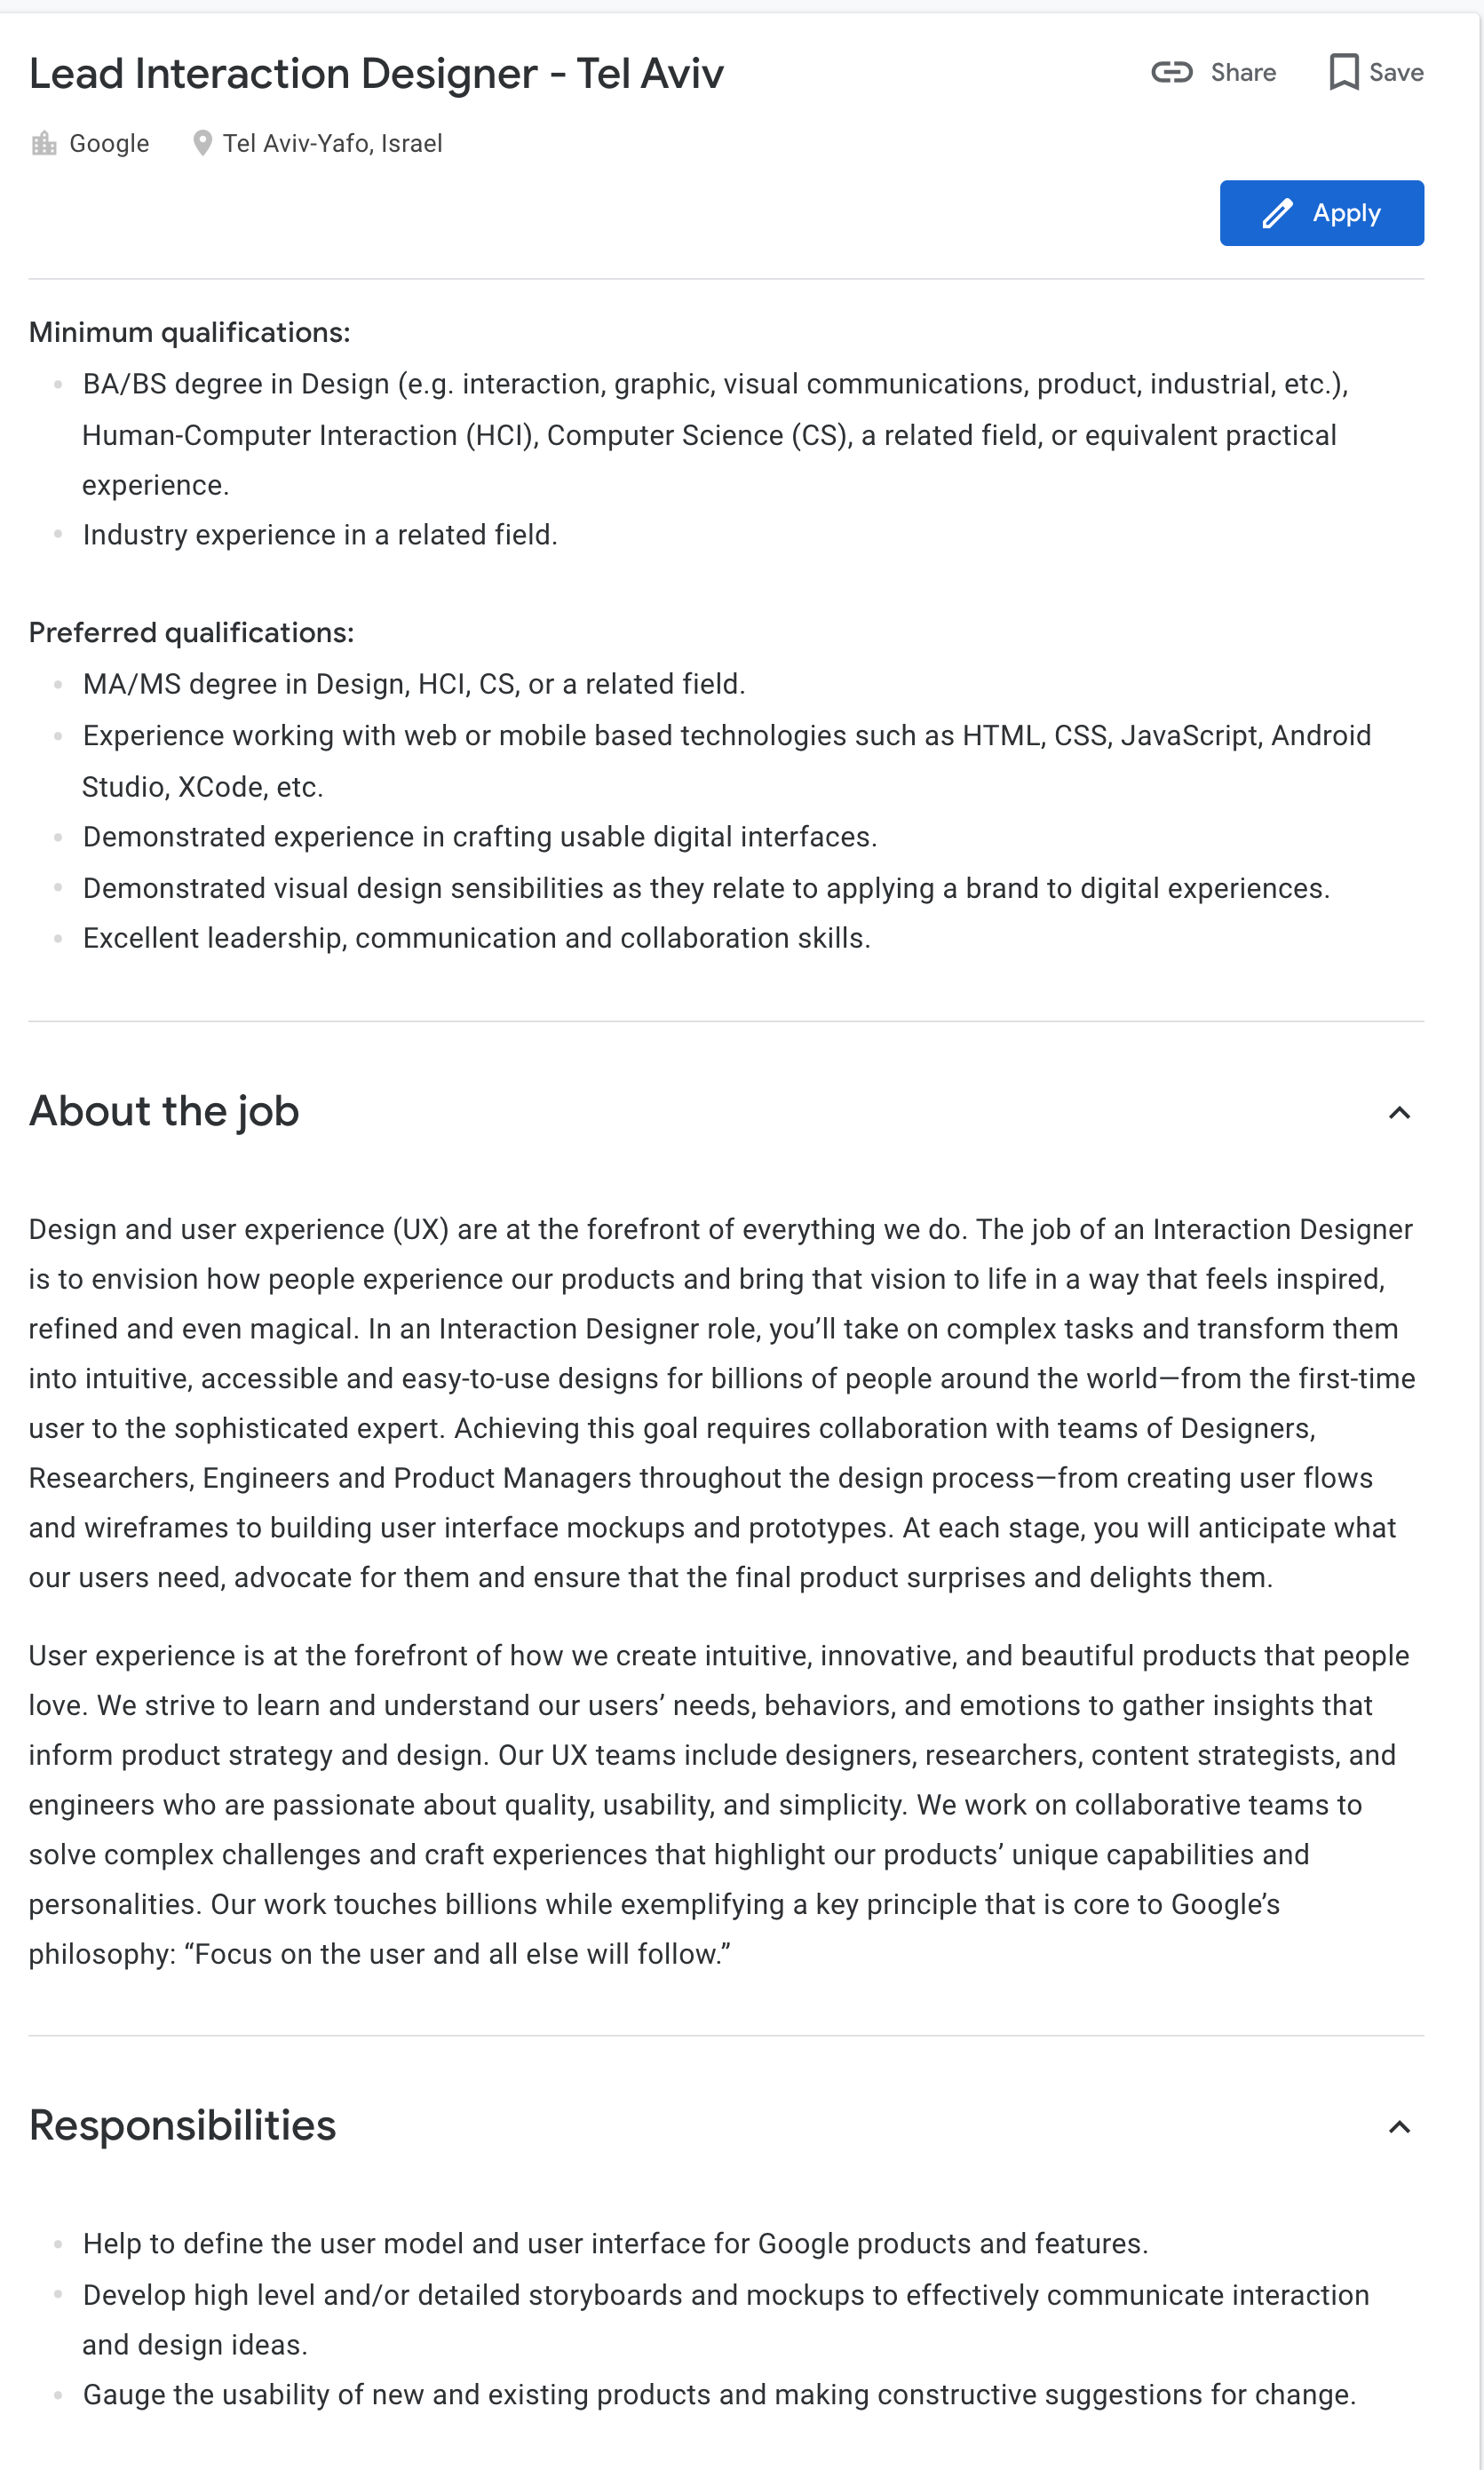 Lead Interaction Designer - Tel Aviv
Share
Save
Google
Tel Aviv-Yafo, Israel
Apply
Minimum qualifications:
BA/BS degree in Design (e.g. interaction, graphic, visual communications, product, industrial, etc.),
Human-Computer Interaction (HCI), Computer Science (CS), a related field, or equivalent practical
experience.
Industry experience in a related field.
Preferred qualifications:
MA/MS degree in Design, HCI, CS, or a related field.
Experience working with web or mobile based technologies such as HTML, CSS, JavaScript, Android
Studio, XCode, etc.
Demonstrated experience in crafting usable digital interfaces.
Demonstrated visual design sensibilities as they relate to applying a brand to digital experiences.
Excellent leadership, communication and collaboration skills.
About the job
Design and user experience (UX) are at the forefront of everything we do. The job of an Interaction Designer
is to envision how people experience our products and bring that vision to life in a way that feels inspired,
refined and even magical. In an Interaction Designer role, you’ll take on complex tasks and transform them
into intuitive, accessible and easy-to-use designs for billions of people around the world—from the first-time
user to the sophisticated expert. Achieving this goal requires collaboration with teams of Designers,
Researchers, Engineers and Product Managers throughout the design process—from creating user flows
and wireframes to building user interface mockups and prototypes. At each stage, you will anticipate what
our users need, advocate for them and ensure that the final product surprises and delights them.
User experience is at the forefront of how we create intuitive, innovative, and beautiful products that people
love. We strive to learn and understand our users’ needs, behaviors, and emotions to gather insights that
inform product strategy and design. Our UX teams include designers, researchers, content strategists, and
engineers who are passionate about quality, usability, and simplicity. We work on collaborative teams to
solve complex challenges and craft experiences that highlight our products’ unique capabilities and
personalities. Our work touches billions while exemplifying a key principle that is core to Google’s
philosophy: “Focus on the user and all else will follow.”
Responsibilities
Help to define the user model and user interface for Google products and features.
Develop high level and/or detailed storyboards and mockups to effectively communicate interaction
and design ideas.
Gauge the usability of new and existing products and making constructive suggestions for change.